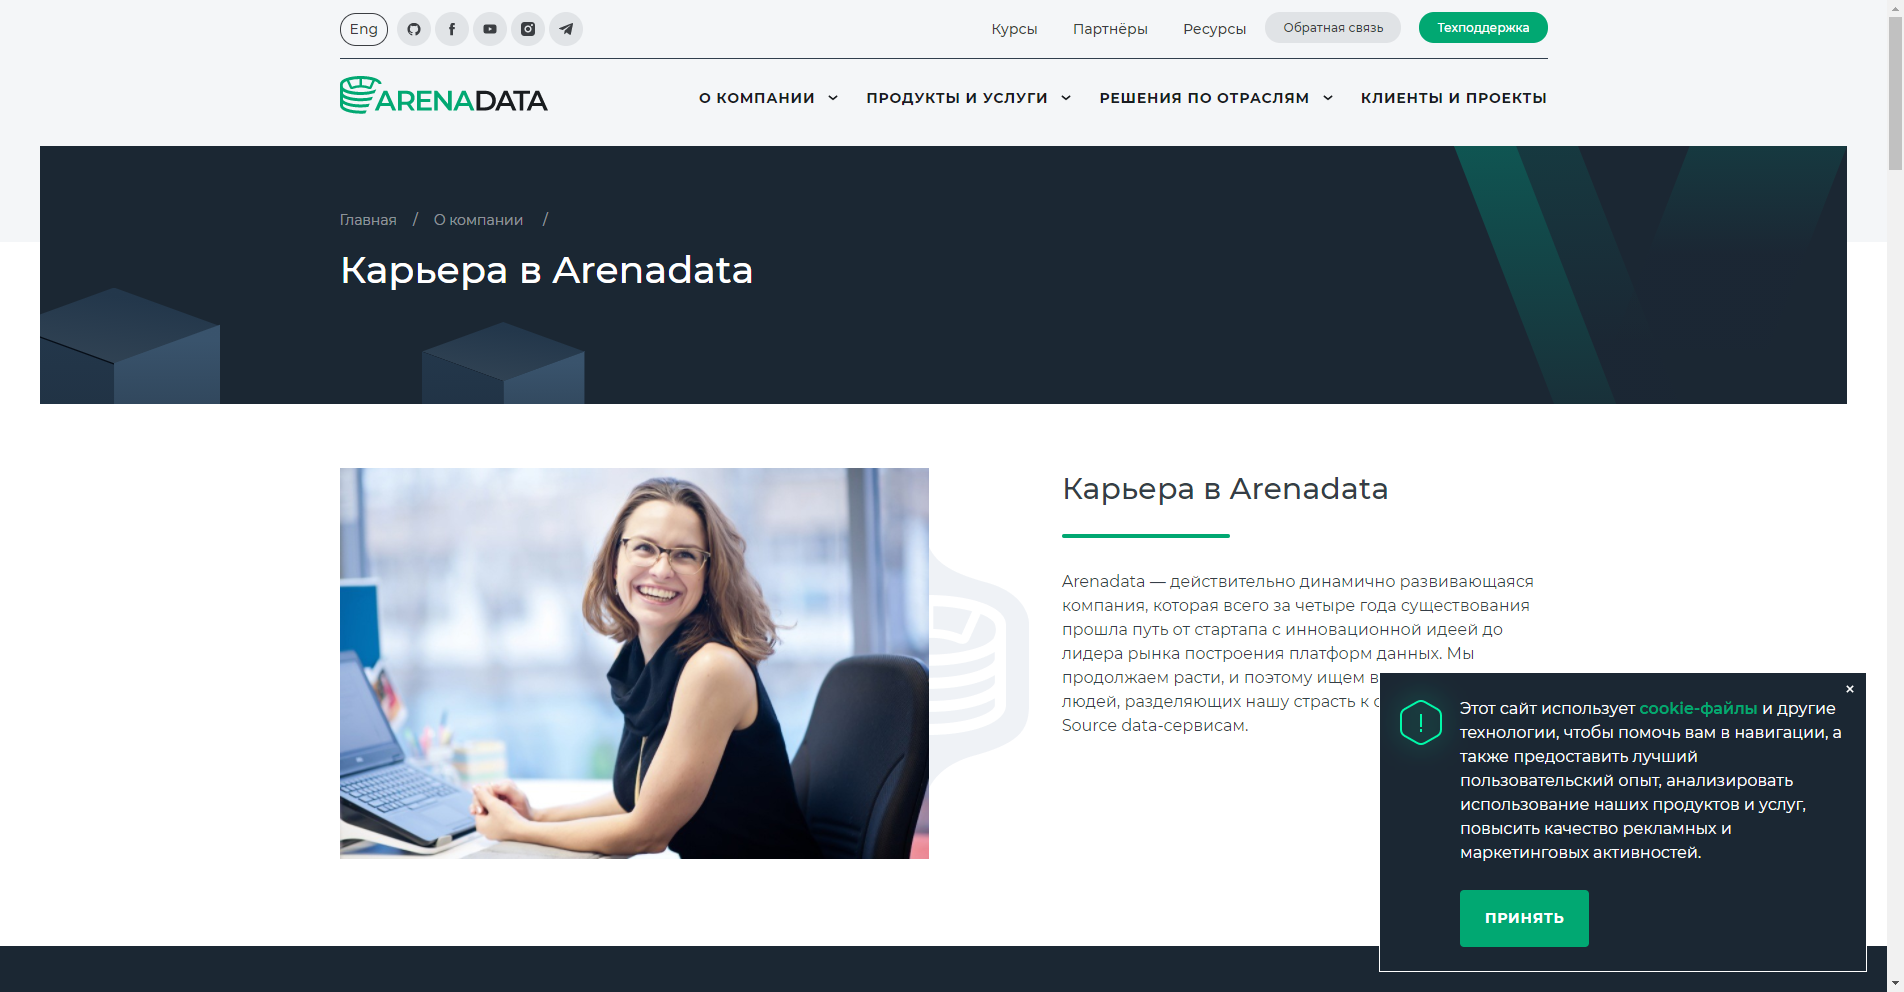 Eng
Курсы Партнёры Ресурсы Обратная связь Техподдержка
ARENADATA
О КОМПАНИИ ПРОДУКТЫ И УСЛУГИ РЕШЕНИЯ ПО ОТРАСЛЯМ КЛИЕНТЫ И ПРОЕКТЫ
Главная / О компании /
Карьера в Arenadata
Карьера в Arenadata
Arenadata — действительно динамично развивающаяся
компания, которая всего за четыре года существования
прошла путь от стартапа с инновационной идеей до
лидера рынка построения платформ данных. Мы
продолжаем расти, и поэтому ищем в
людей, разделяющих нашу страсть к
Source data-сервисам.
×
Этот сайт использует cookie-файлы и другие
технологии, чтобы помочь вам в навигации, а
также предоставить лучший
пользовательский опыт, анализировать
использование наших продуктов и услуг,
повысить качество рекламных и
маркетинговых активностей.
ПРИНЯТЬ